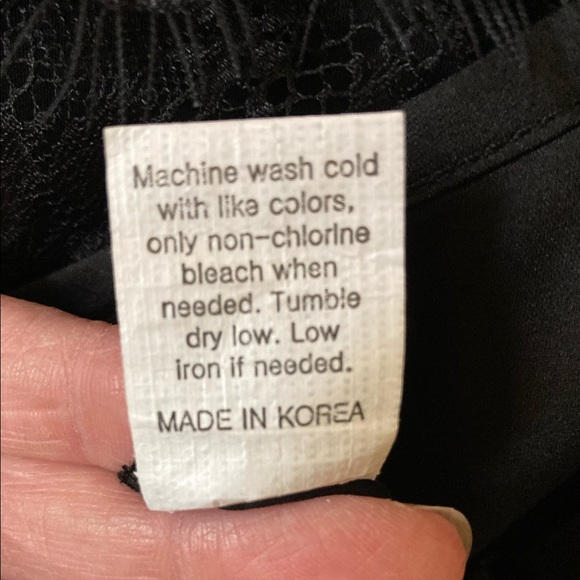 Machine wash cold
with like colors,
only non-chlorine
bleach when
needed. Tumble
dry low. Low
iron if needed.
MADE IN KOREA